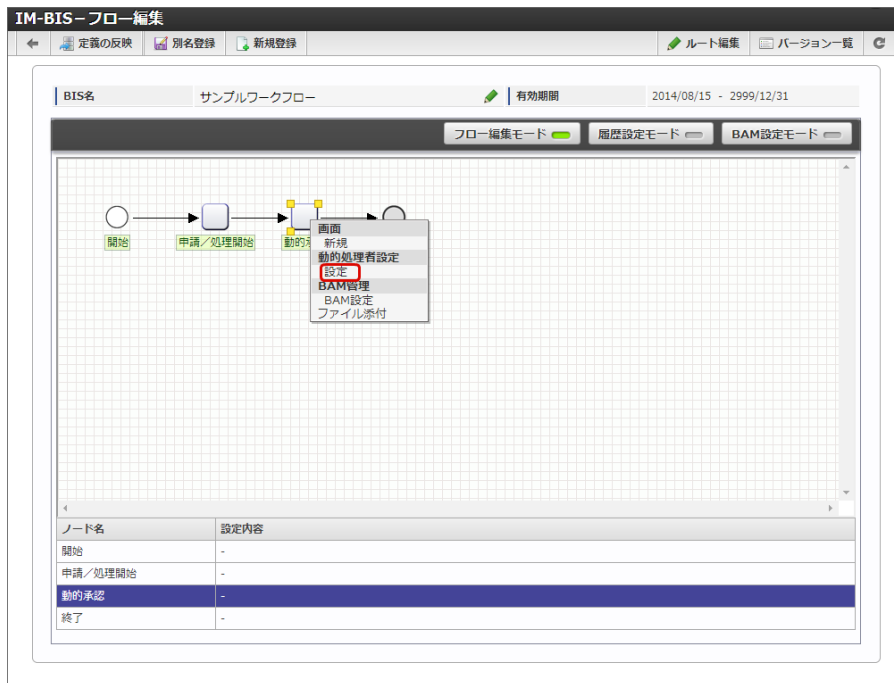 IM-BIS－フロー編集
定義の反映 別名登録 新規登録 ルート編集 バージョン一覧
BIS名 サンプルワークフロー 有効期間 2014/08/15 - 2999/12/31
フロー編集モード 履歴設定モード BAM設定モード
開始 申請／処理開始 動的
画面
新規
動的処理者設定
設定
BAM管理
BAM設定
ファイル添付
ノード名 設定内容
開始 -
申請／処理開始 -
動的承認 -
終了 -